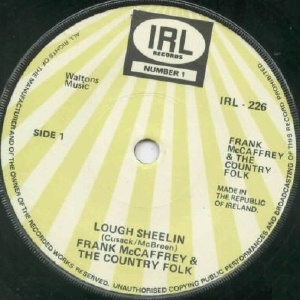 IRL
RECORDS
NUMBER 1
Waltons
Music
IRL - 226
SIDE 1
FRANK
McCAFFREY
& THE
COUNTRY
FOLK
MADE IN
THE REPUBLIC
OF IRELAND.
LOUGH SHEELIN
(Cusack/McBreen)
FRANK McCAFFREY &
THE COUNTRY FOLK
ALL RIGHTS OF THE MANUFACTURER AND OF THE OWNER OF THE RECORDED WORKS RESERVED. UNAUTHORISED COPYING PUBLIC PERFORMANCES AND BROADCASTING OF THIS RECORD PROHIBITED.